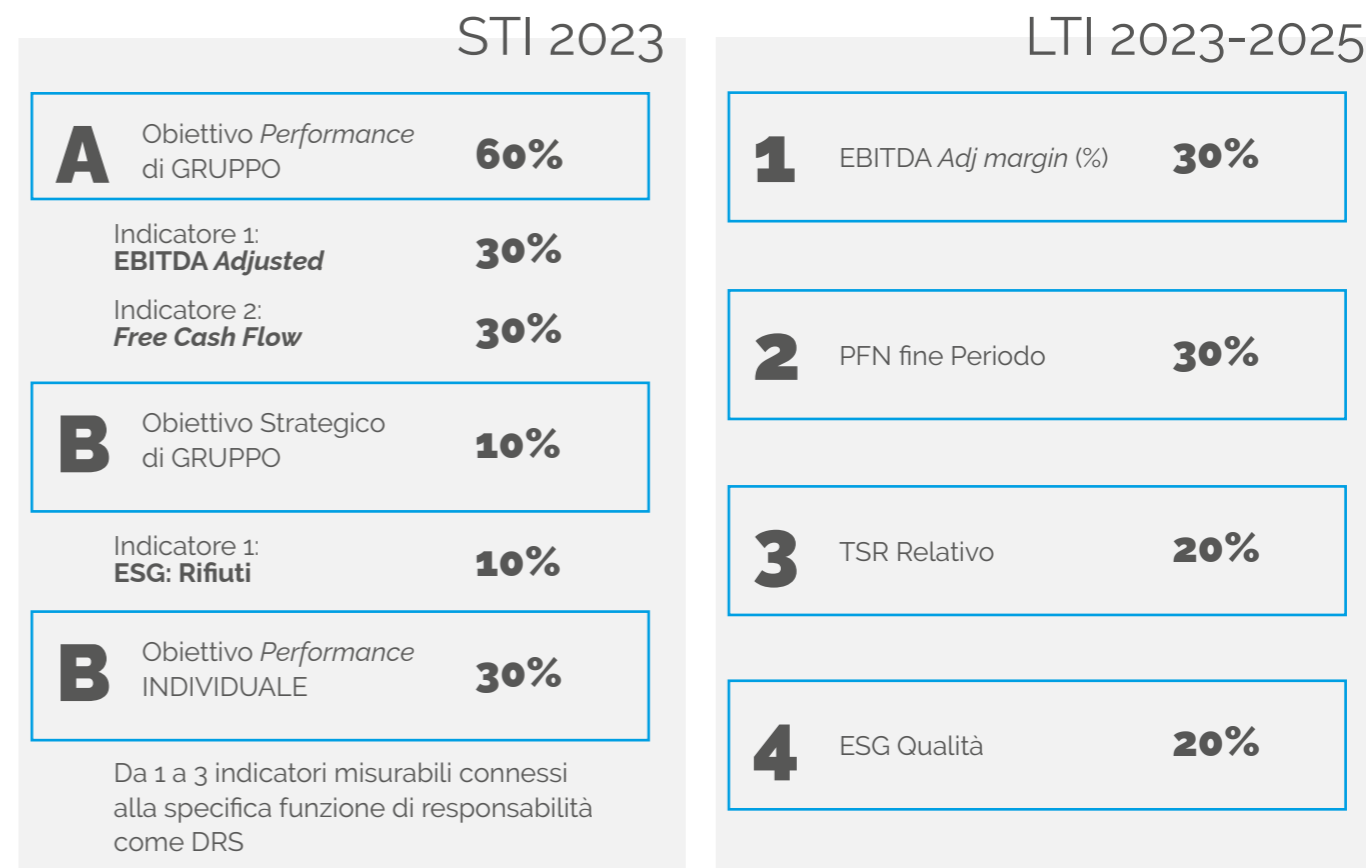 STI 2023
A
Obiettivo Performance
di GRUPPO
60%
Indicatore 1:
EBITDA Adjusted
30%
Indicatore 2:
Free Cash Flow
30%
B
Obiettivo Strategico
di GRUPPO
10%
Indicatore 1:
ESG: Rifiuti
10%
B
Obiettivo Performance
INDIVIDUALE
30%
Da 1 a 3 indicatori misurabili connessi
alla specifica funzione di responsabilità
come DRS
LTI 2023-2025
1
EBITDA Adj margin (%)
30%
2
PFN fine Periodo
30%
3
TSR Relativo
20%
4
ESG Qualità
20%